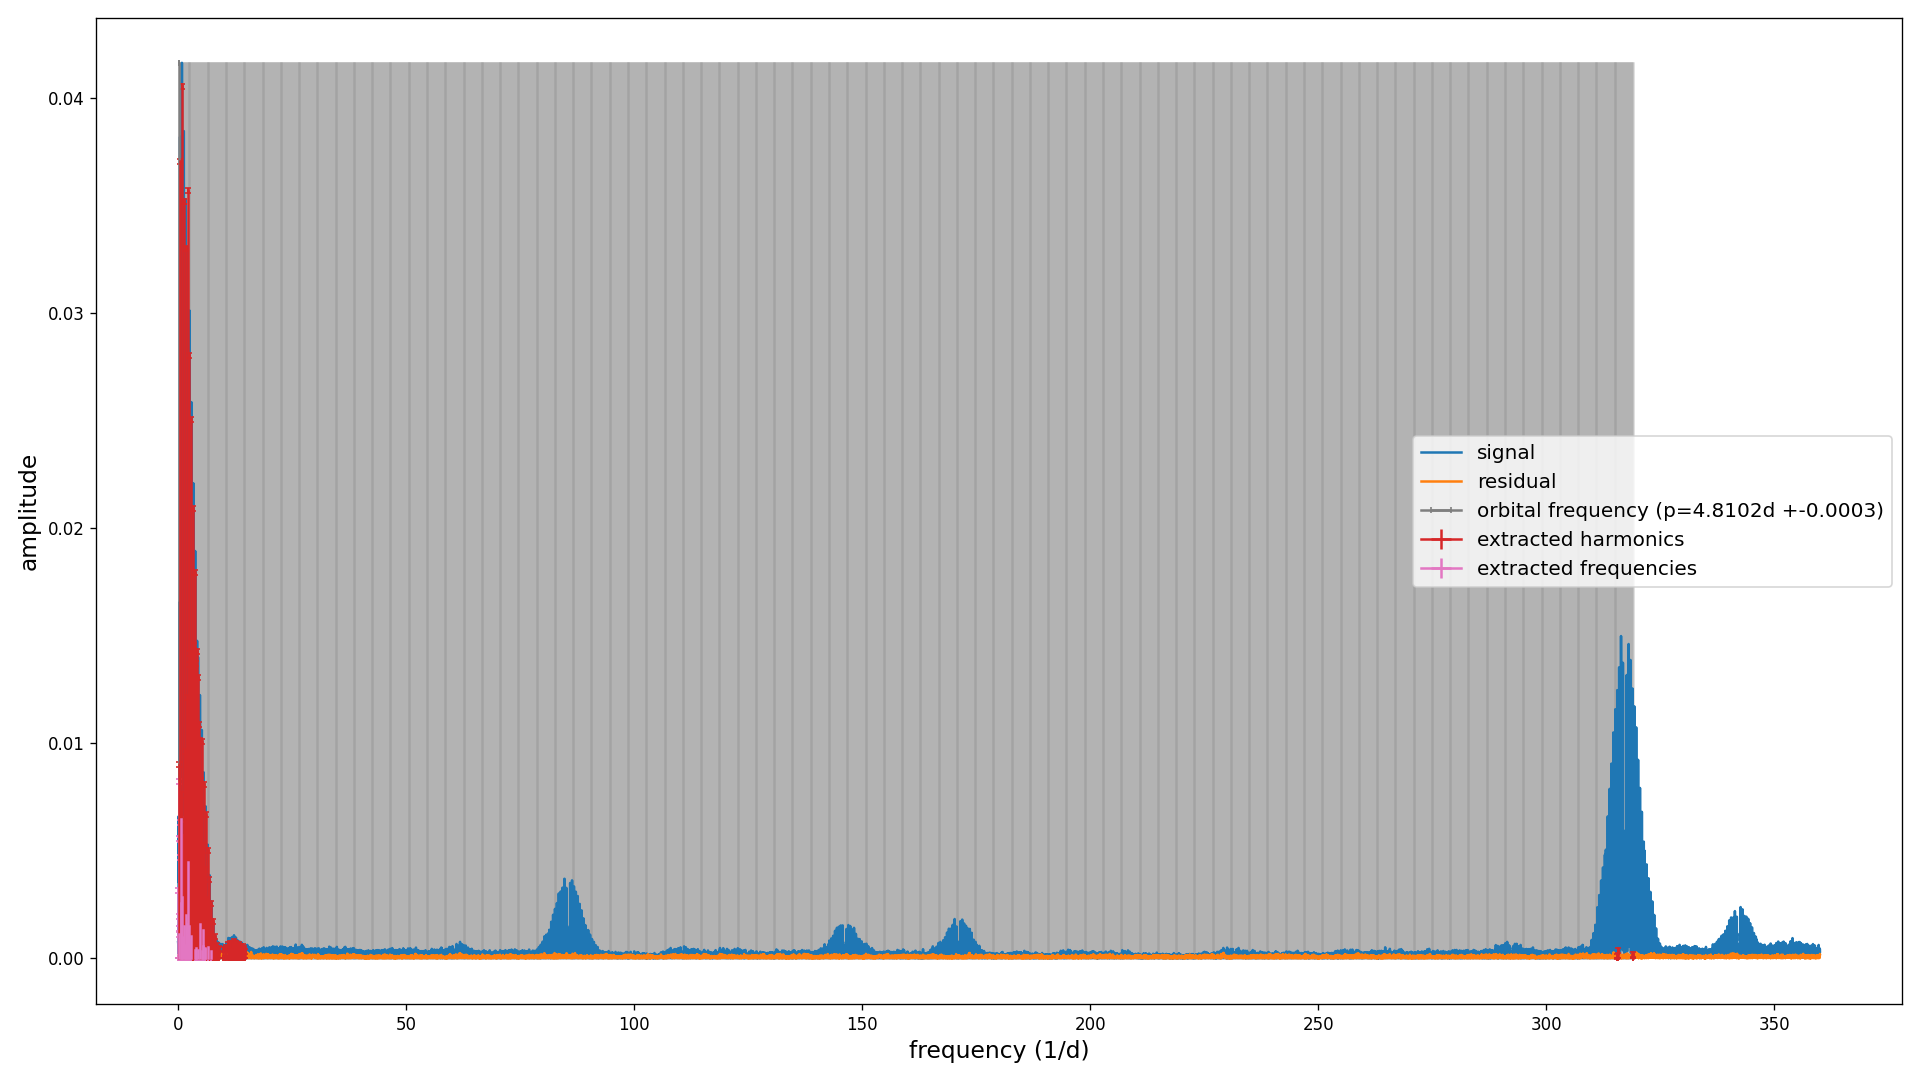 0.04
0.03
0.02
0.01
0.00
amplitude
0
50
100
150
200
250
300
350
frequency (1/d)
signal
residual
orbital frequency (p=4.8102d +-0.0003)
extracted harmonics
extracted frequencies